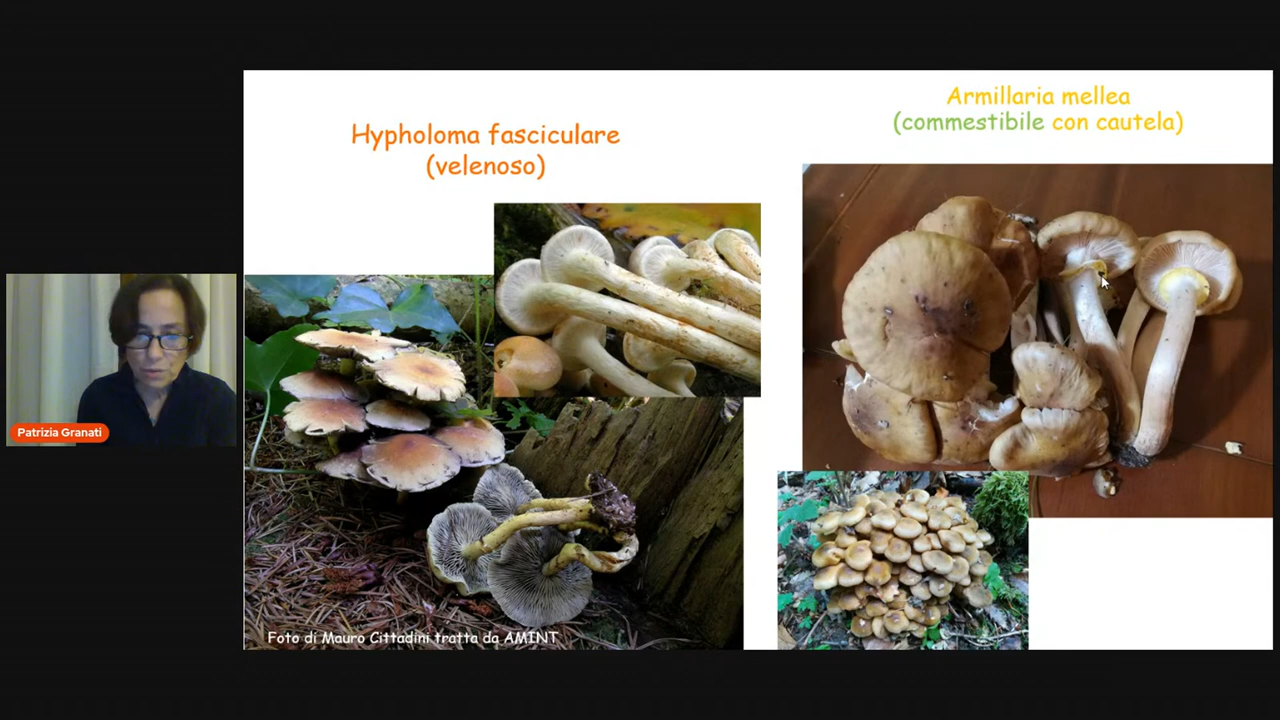 Armillaria mellea
(commestibile con cautela)
Hypholoma fasciculare
(velenoso)
Patrizia Granati
Foto di Mauro Cittadini tratta da AMINT